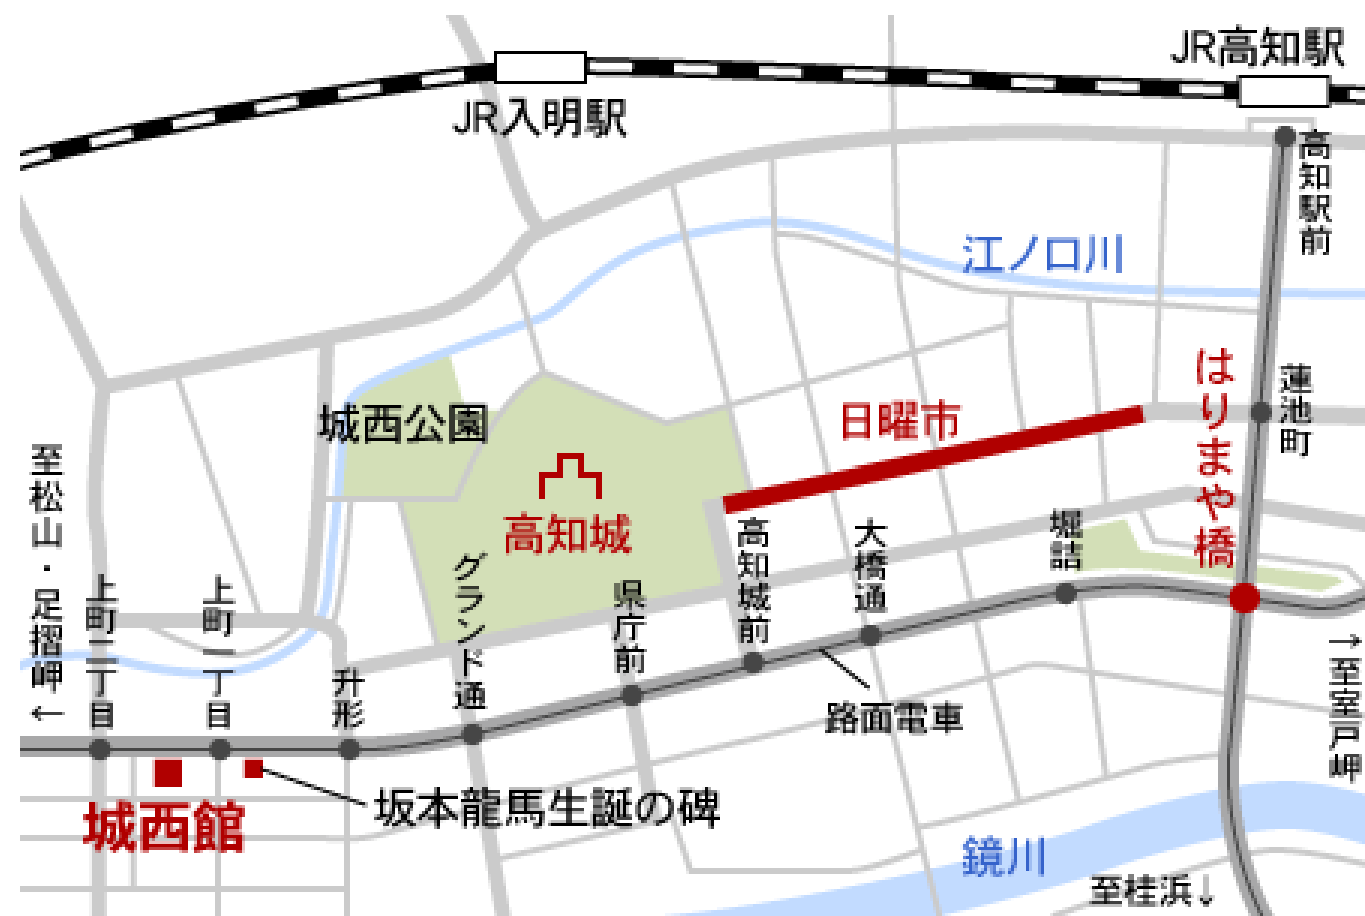 JR高知駅
JR入明駅
高知駅前
江ノ口川
はりまや橋
蓮池町
日曜市
城西公園
高知城
至松山・足摺岬←
上町二丁目
上町一丁目
升形
グランド通
県庁前
高知城前
大橋通
堀詰
→至室戸岬
路面電車
城西館
坂本龍馬生誕の碑
鏡川
至桂浜↓